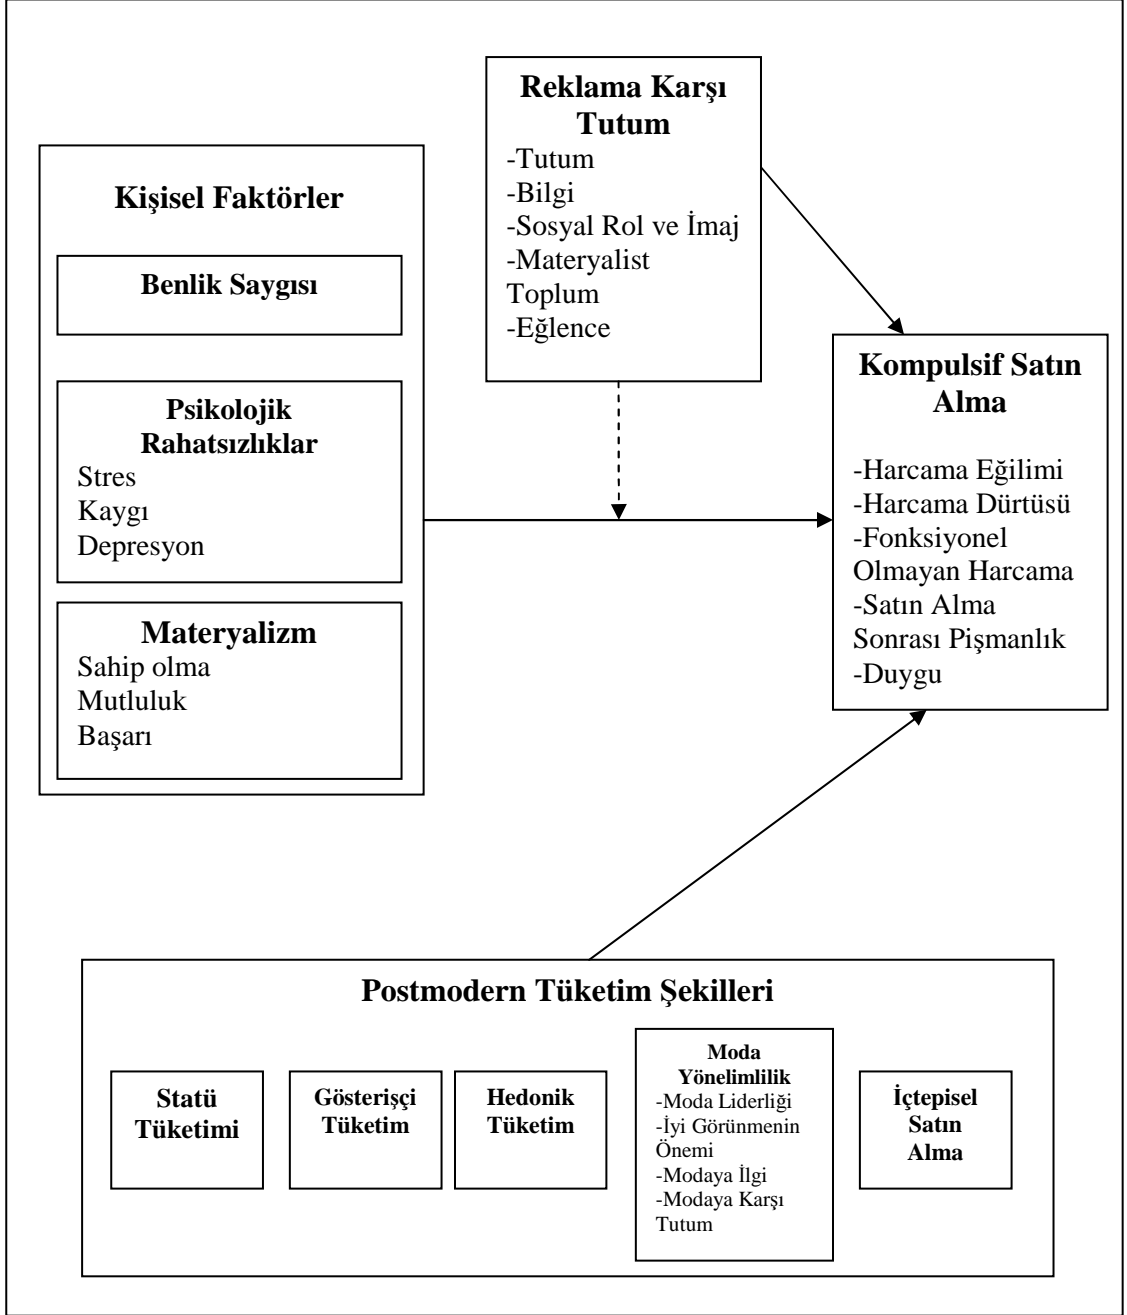 Reklama Karşı
Tutum
-Tutum
-Bilgi
-Sosyal Rol ve İmaj
-Materyalist
Toplum
-Eğlence
Kişisel Faktörler
Benlik Saygısı
Psikolojik
Rahatsızlıklar
Stres
Kaygı
Depresyon
Materyalizm
Sahip olma
Mutluluk
Başarı
Kompulsif Satın
Alma
-Harcama Eğilimi
-Harcama Dürtüsü
-Fonksiyonel
Olmayan Harcama
-Satın Alma
Sonrası Pişmanlık
-Duygu
Postmodern Tüketim Şekilleri
Statü
Tüketimi
Gösterişçi
Tüketim
Hedonik
Tüketim
Moda
Yönelimlilik
-Moda Liderliği
-İyi Görünmenin
Önemi
-Modaya İlgi
-Modaya Karşı
Tutum
İçtepisel
Satın
Alma